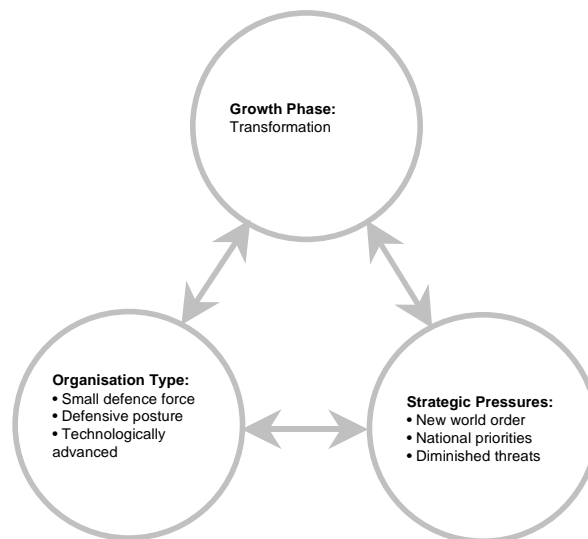 Growth Phase:
Transformation
Organisation Type:
• Small defence force
• Defensive posture
• Technologically
advanced
Strategic Pressures:
• New world order
• National priorities
• Diminished threats